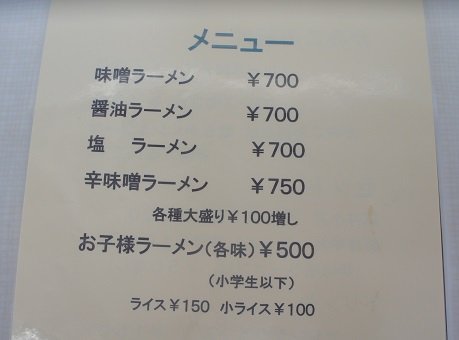 メニュー
味噌ラーメン ￥700
醤油ラーメン ￥700
塩 ラーメン ￥700
辛味噌ラーメン ￥750
各種大盛り￥100増し
お子様ラーメン(各味)￥500
(小学生以下)
ライス￥150 小ライス￥100